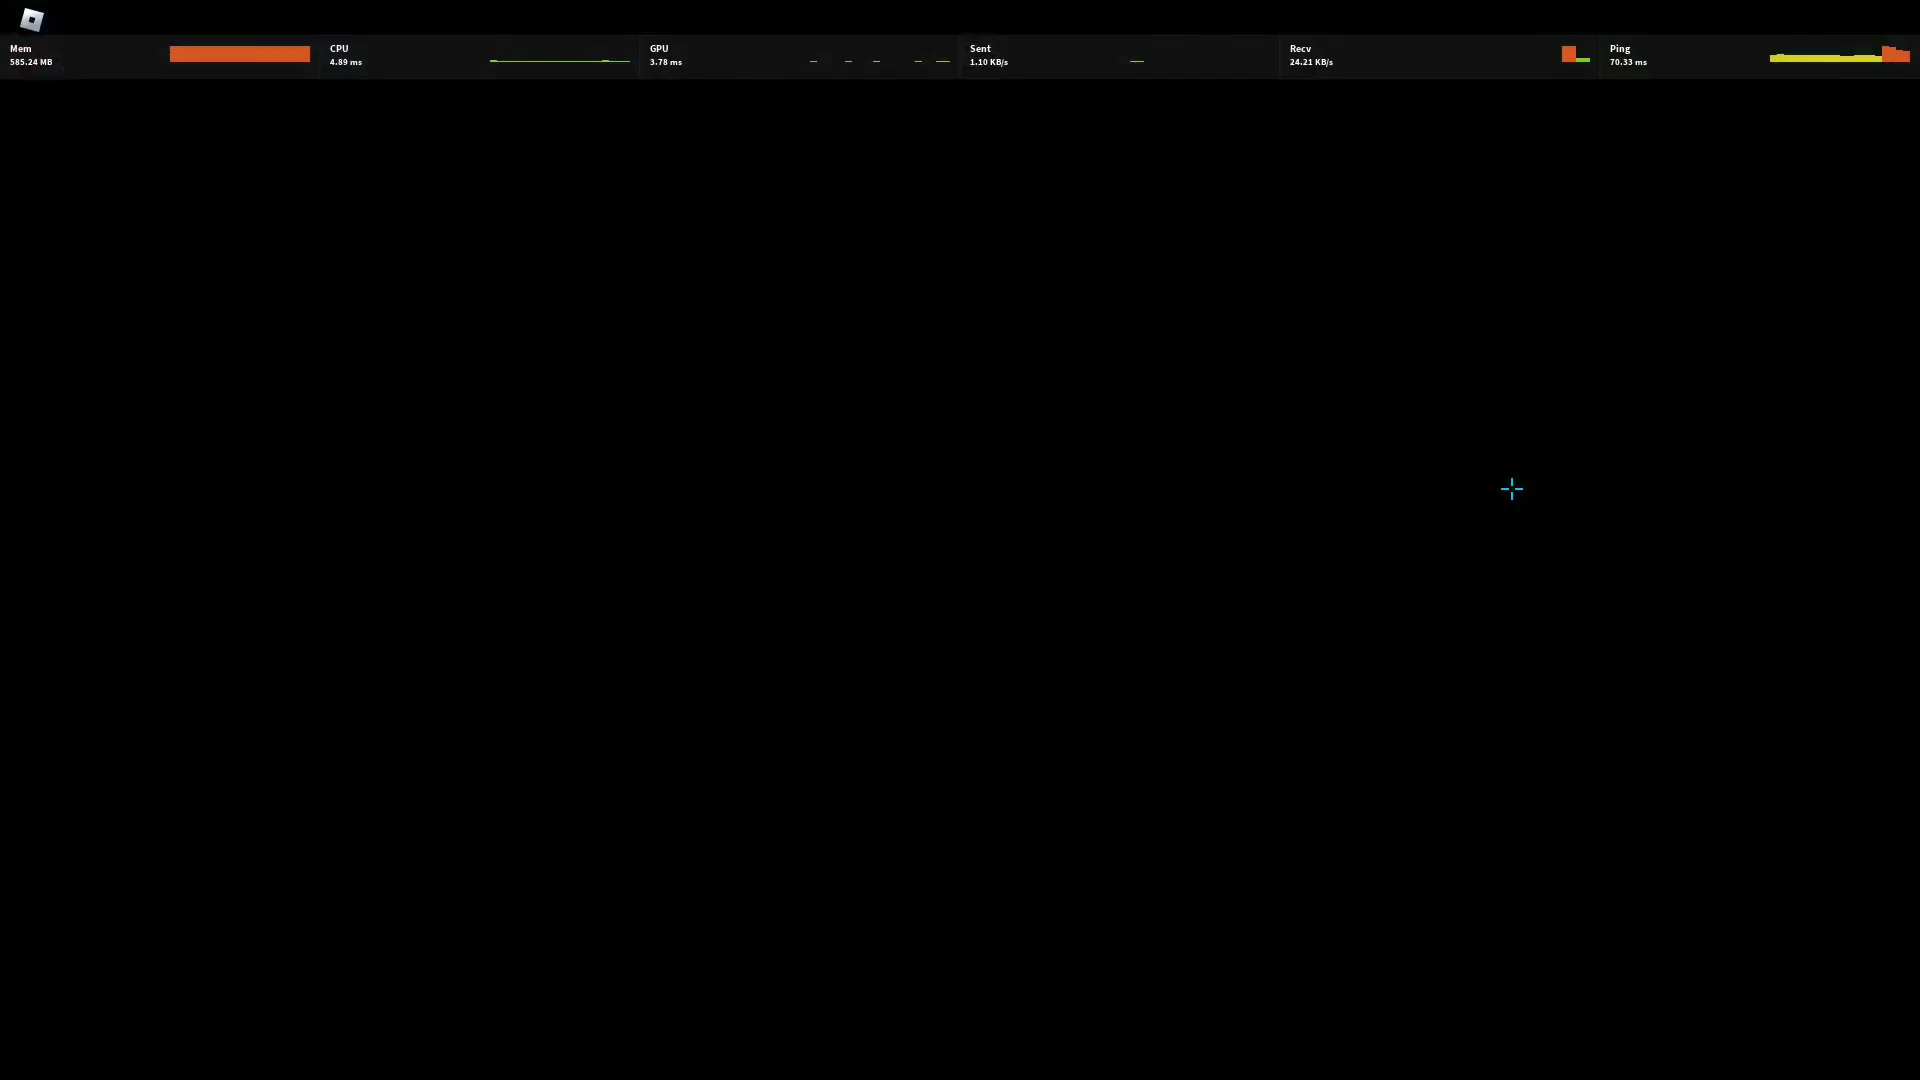 Mem
585.24 MB
CPU
4.89 ms
GPU
3.78 ms
Sent
1.10 KB/s
Recv
24.21 KB/s
Ping
70.33 ms